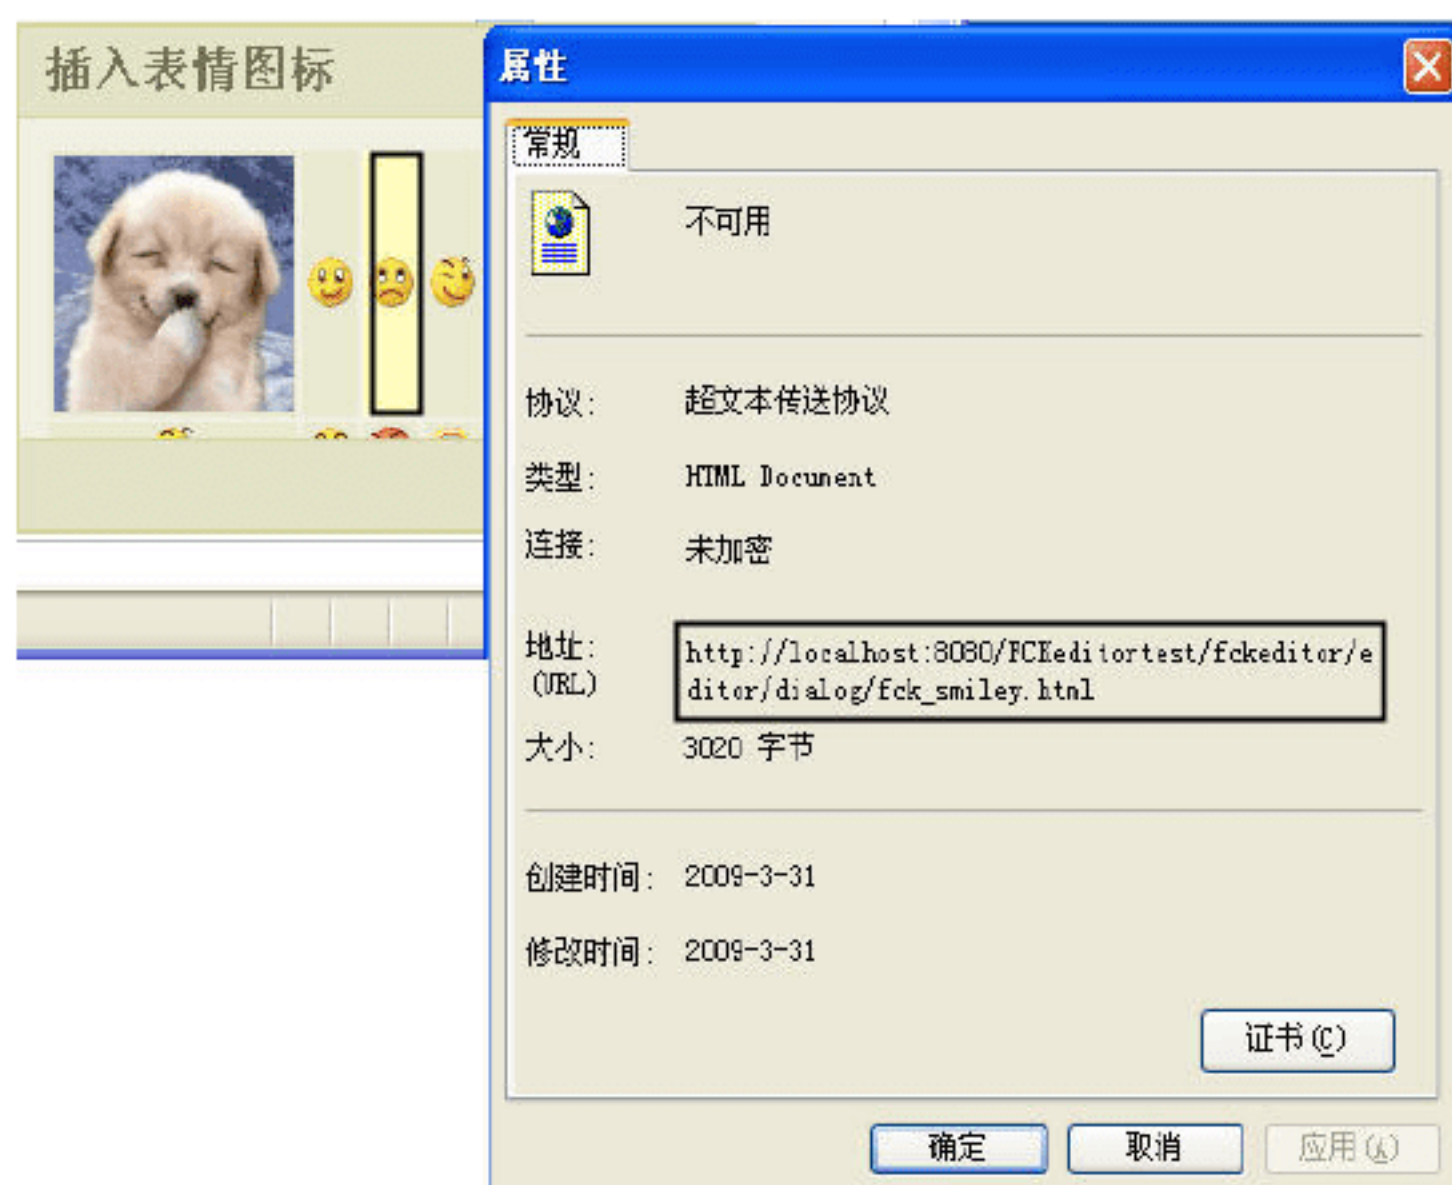 插入表情图标
属性
常规
不可用
协议: 超文本传送协议
类型: HTML Document
连接: 未加密
地址: http://localhost:8080/FCKeditortest/fckeditor/e
(URL) ditor/dialog/fck_smiley.html
大小: 3020 字节
创建时间: 2009-3-31
修改时间: 2009-3-31
证书(C)
确定 取消 应用(A)